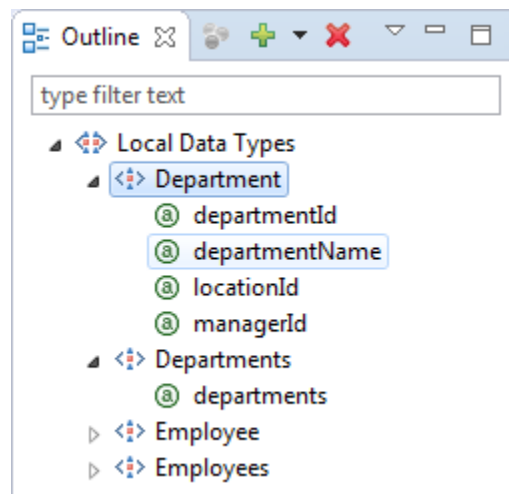 Outline
type filter text
Local Data Types
Department
departmentId
departmentName
locationId
managerId
Departments
departments
Employee
Employees